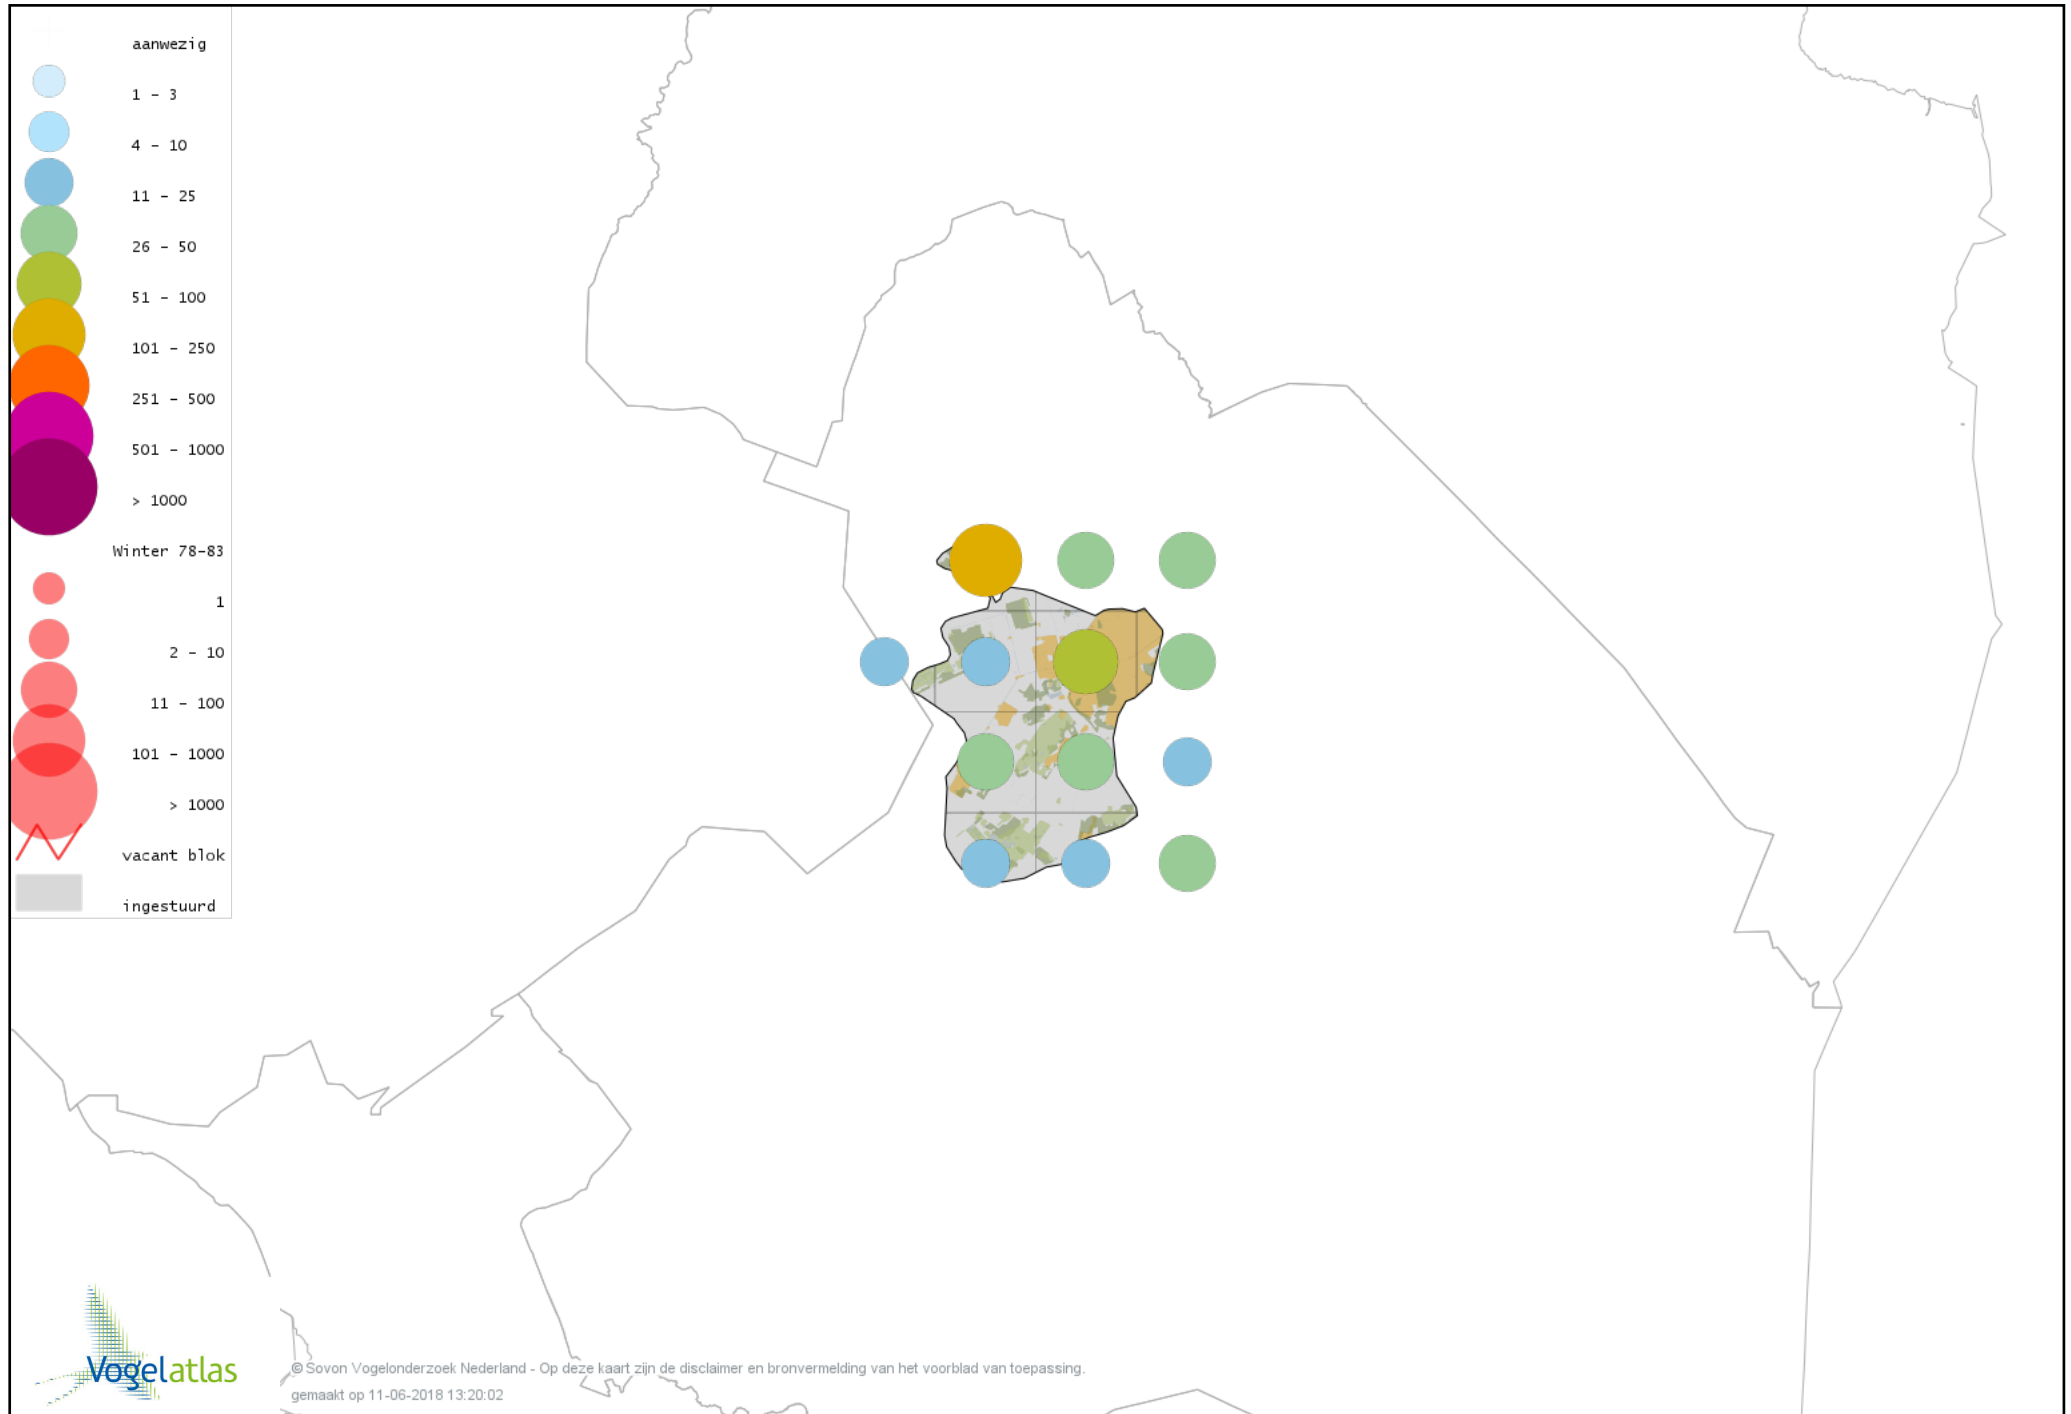 aanwezig
1 - 3
4 - 10
11 - 25
26 - 50
51 - 100
101 - 250
251 - 500
501 - 1000
> 1000
Winter 78-83
1
2 - 10
11 - 100
101 - 1000
> 1000
vacant blok
ingestuurd
Vogelatlas
© Sovon Vogelonderzoek Nederland - Op deze kaart zijn de disclaimer en bronvermelding van het voorblad van toepassing.
gemaakt op 11-06-2018 13:20:02